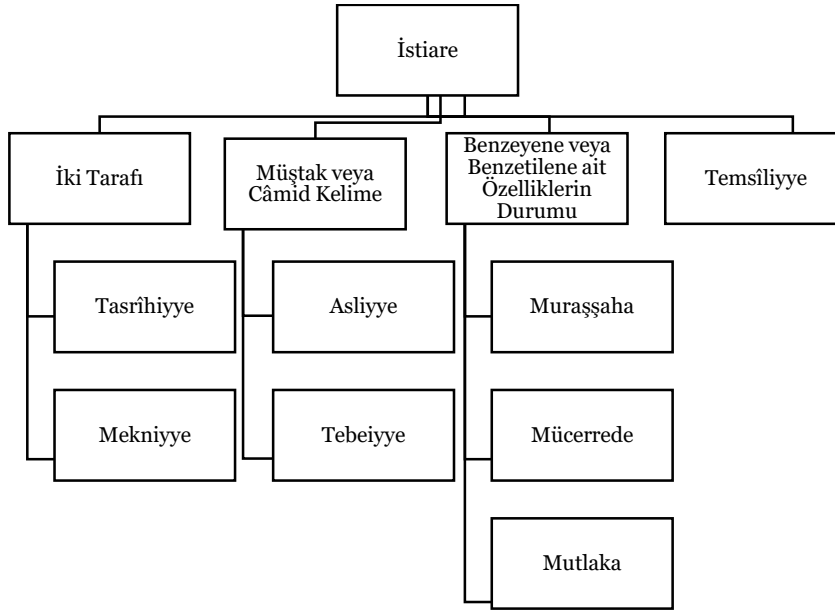 İstiare
İki Tarafı
Müştak veya
Câmid Kelime
Benzeyene veya
Benzetilene ait
Özelliklerin
Durumu
Temsîliyye
Tasrîhiyye
Asliyye
Muraşşaha
Mekniyye
Tebeiyye
Mücerrede
Mutlaka